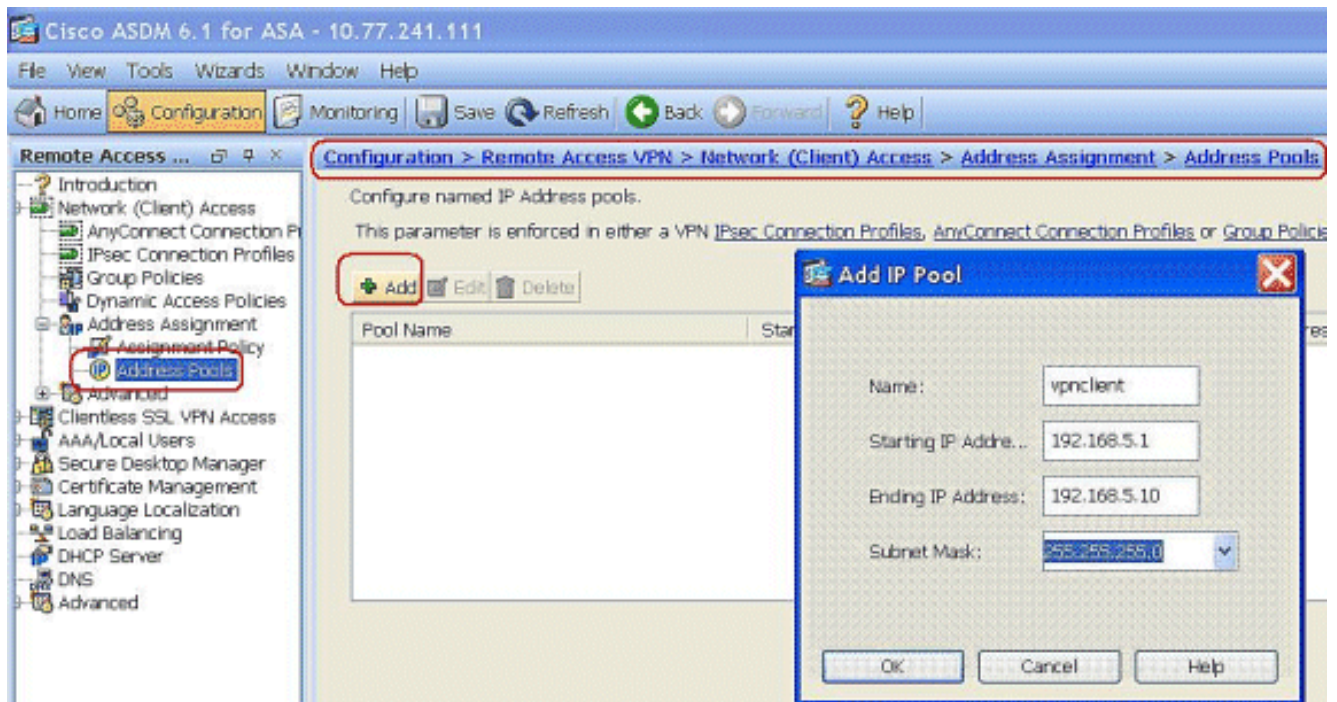 Cisco ASDM 6.1 for ASA - 10.77.241.111
File View Tools Wizards Window Help
Home Configuration Monitoring Save Refresh Back Forward Help
Remote Access ...
Introduction
Network (Client) Access
AnyConnect Connection P
IPsec Connection Profiles
Group Policies
Dynamic Access Policies
Address Assignment
Assignment Policy
Address Pools
Advanced
Clientless SSL VPN Access
AAA/Local Users
Secure Desktop Manager
Certificate Management
Language Localization
Load Balancing
DHCP Server
DNS
Advanced
Configuration > Remote Access VPN > Network (Client) Access > Address Assignment > Address Pools
Configure named IP Address pools.
This parameter is enforced in either a VPN IPsec Connection Profiles, AnyConnect Connection Profiles or Group Policie
Add Edit Delete
Pool Name Star
Add IP Pool
Name: vpnclient
Starting IP Addre... 192.168.5.1
Ending IP Address: 192.168.5.10
Subnet Mask: 255.255.255.0
OK Cancel Help